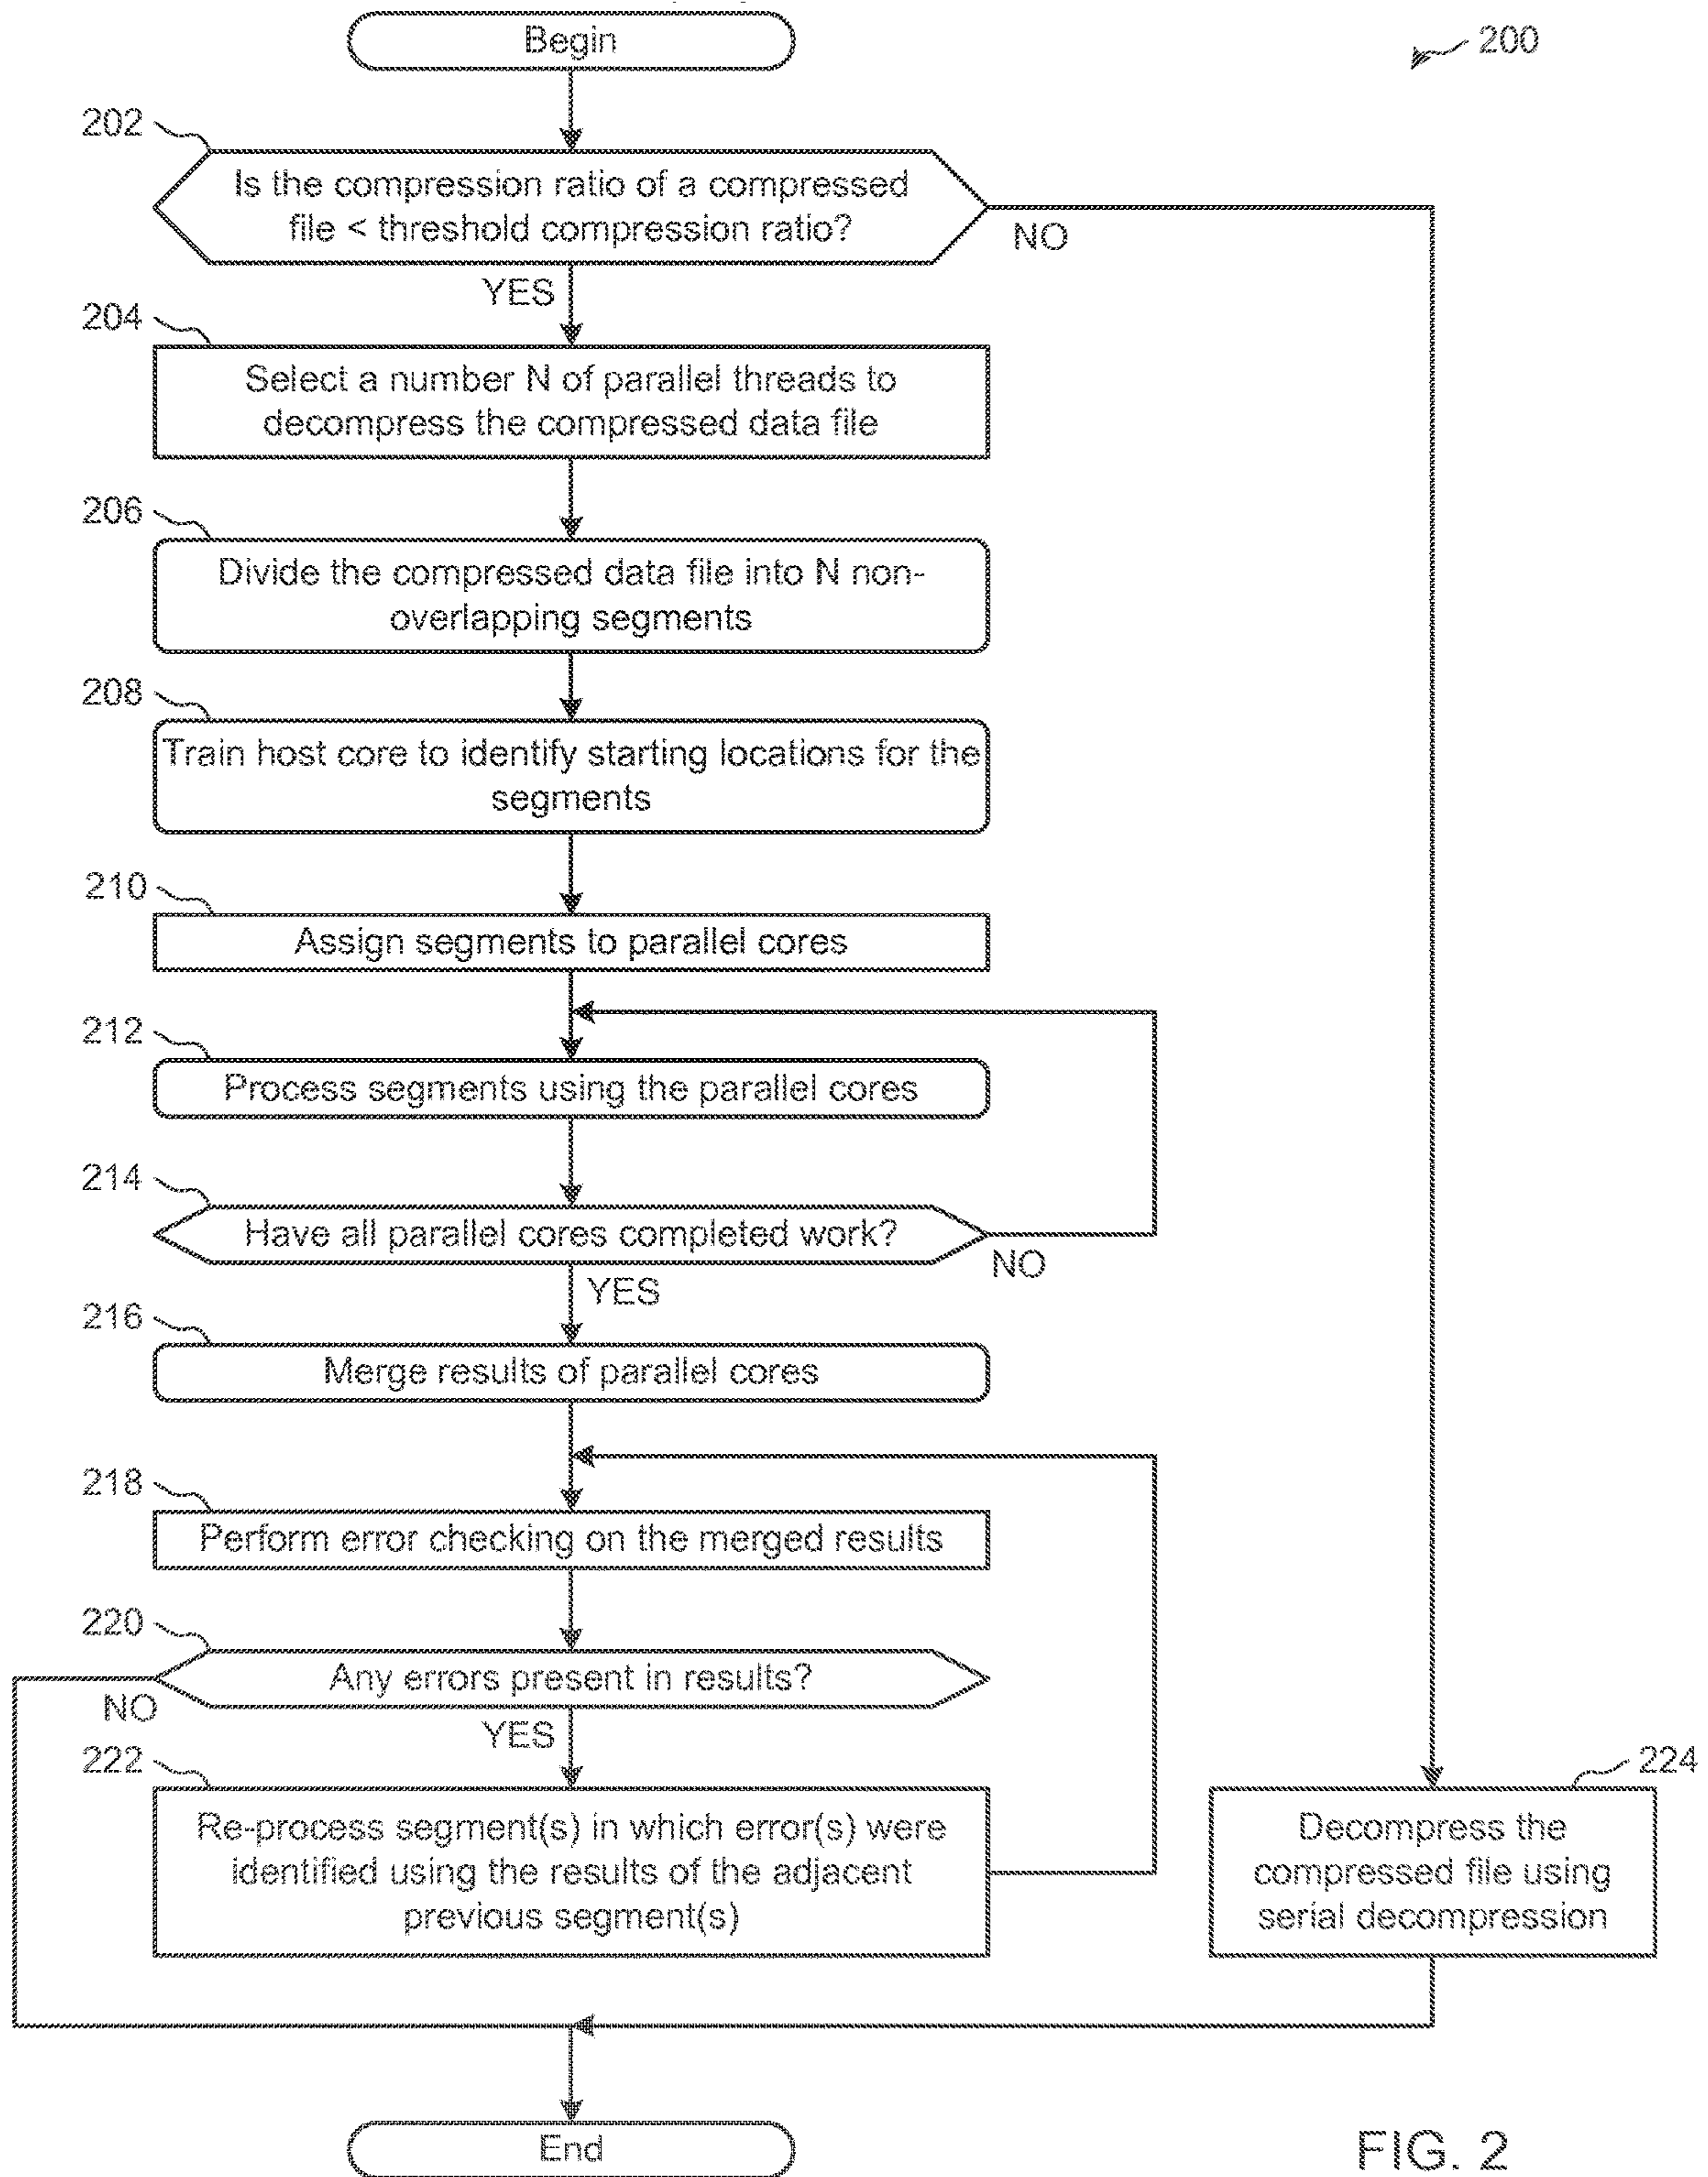 Begin
200
202
Is the compression ratio of a compressed
file < threshold compression ratio?
NO
YES
204
Select a number N of parallel threads to
decompress the compressed data file
206
Divide the compressed data file into N non-
overlapping segments
208
Train host core to identify starting locations for the
segments
210
Assign segments to parallel cores
212
Process segments using the parallel cores
214
Have all parallel cores completed work?
NO
YES
216
Merge results of parallel cores
218
Perform error checking on the merged results
220
Any errors present in results?
NO
YES
222
Re-process segment(s) in which error(s) were
identified using the results of the adjacent
previous segment(s)
224
Decompress the
compressed file using
serial decompression
End
FIG. 2